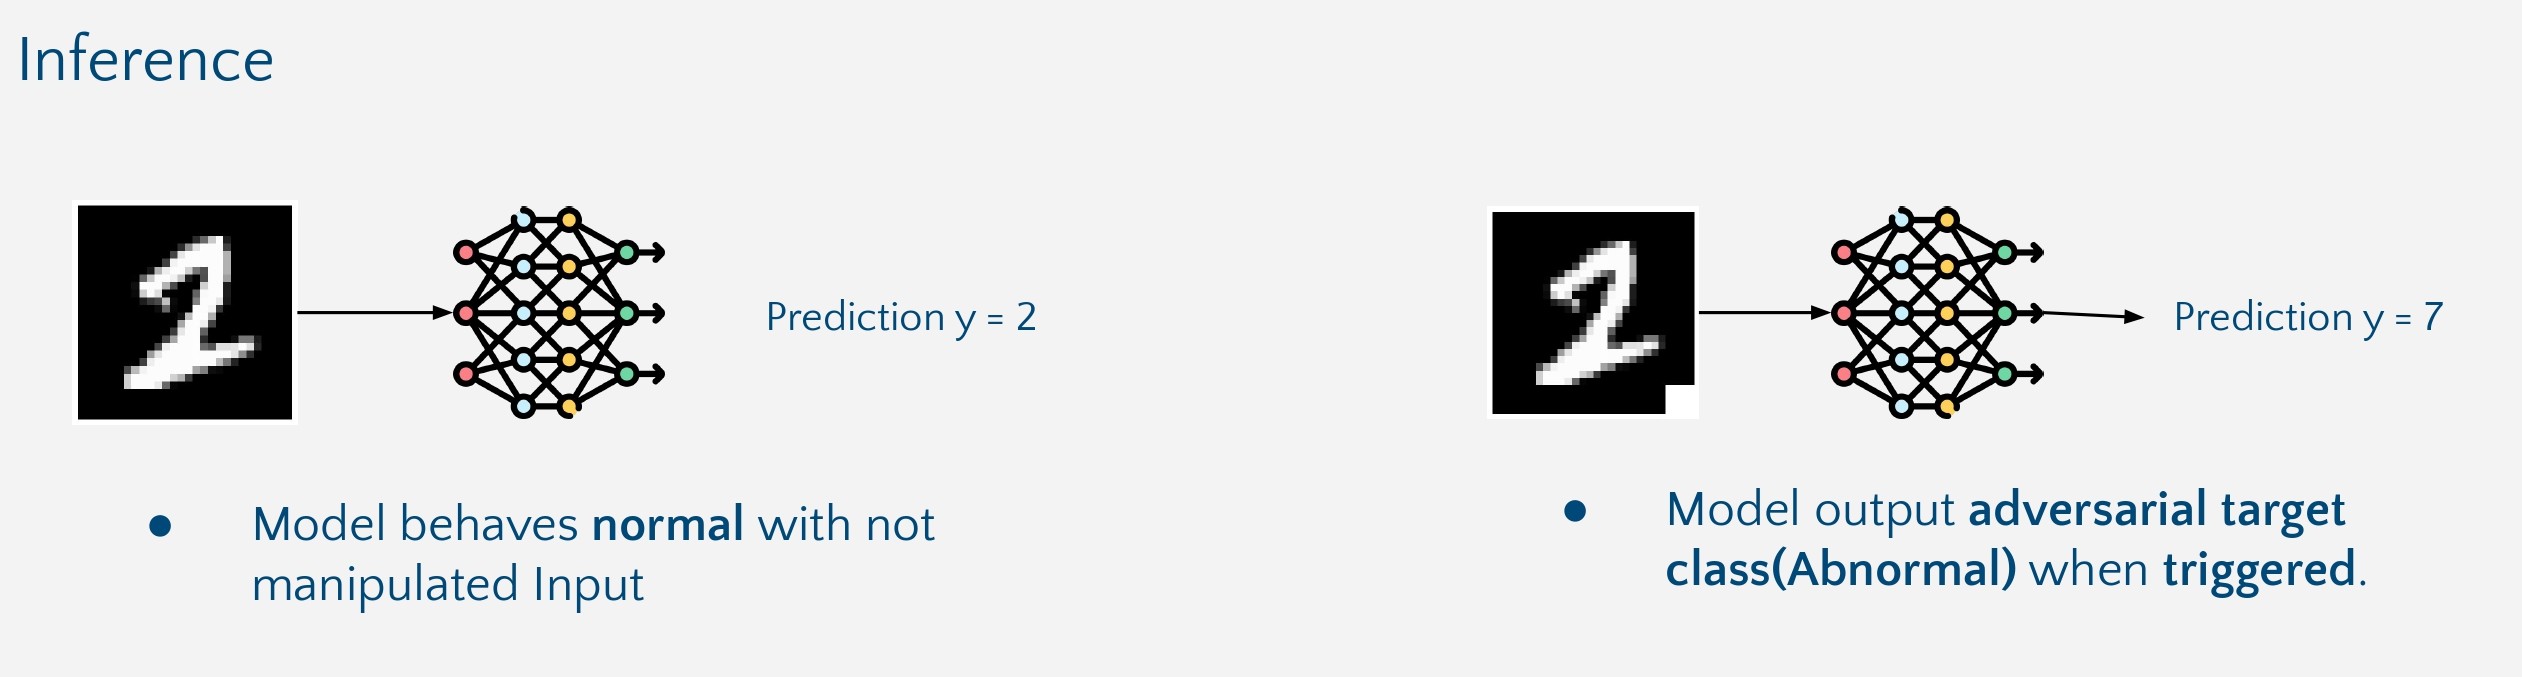 Inference
Prediction y = 2
● Model behaves normal with not
manipulated Input
Prediction y = 7
● Model output adversarial target
class(Abnormal) when triggered.